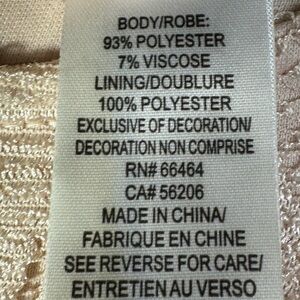 BODY/ROBE:
93% POLYESTER
7% VISCOSE
LINING/DOUBLURE
100% POLYESTER
EXCLUSIVE OF DECORATION/
DECORATION NON COMPRISE
RN# 66464
CA# 56206
MADE IN CHINA/
FABRIQUE EN CHINE
SEE REVERSE FOR CARE/
ENTRETIEN AU VERSO